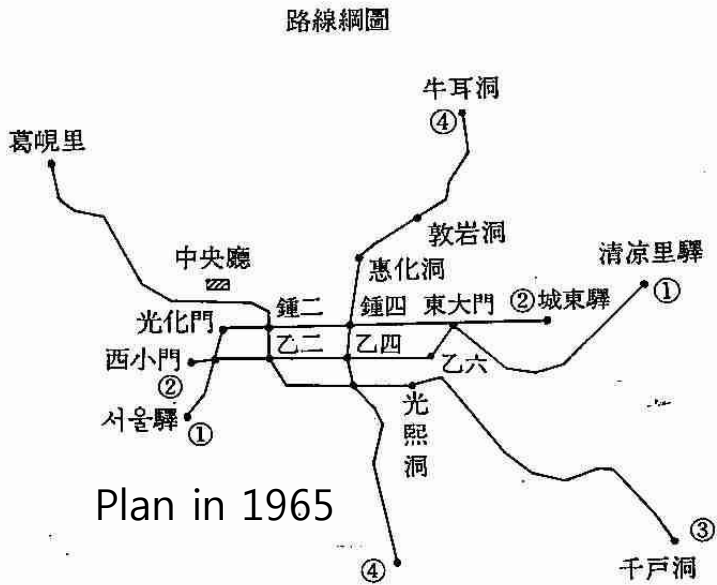 路線綱圖
牛耳洞
④
葛峴里
敦岩洞
中央廳
惠化洞
清凉里驛
①
鍾二
鍾四
東大門
②城東驛
光化門
乙二
乙四
乙六
西小門
②
서울驛
①
光熙洞
Plan in 1965
③
千戸洞
④